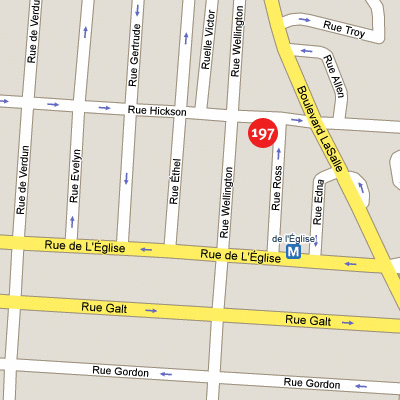 Rue de Verdun
Rue Gertrude
Ruelle Victor
Rue Wellington
Rue Troy
Rue Allen
Rue Hickson
Boulevard LaSalle
197
Rue de Verdun
Rue Evelyn
Rue Éthel
Rue Wellington
Rue Ross
Rue Edna
de l'Église
M
Rue de L'Église
Rue de L'Église
Rue Galt
Rue Galt
Rue Gordon
Rue Gordon